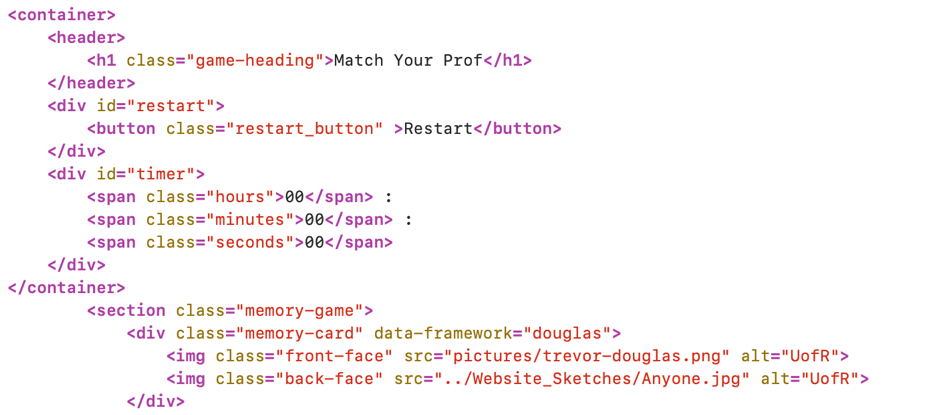 <container>
<header>
<h1 class="game-heading">Match Your Prof</h1>
</header>
<div id="restart">
<button class="restart_button" >Restart</button>
</div>
<div id="timer">
<span class="hours">00</span> :
<span class="minutes">00</span> :
<span class="seconds">00</span>
</div>
</container>
<section class="memory-game">
<div class="memory-card" data-framework="douglas">
<img class="front-face" src="pictures/trevor-douglas.png" alt="UofR">
<img class="back-face" src="../Website_Sketches/Anyone.jpg" alt="UofR">
</div>